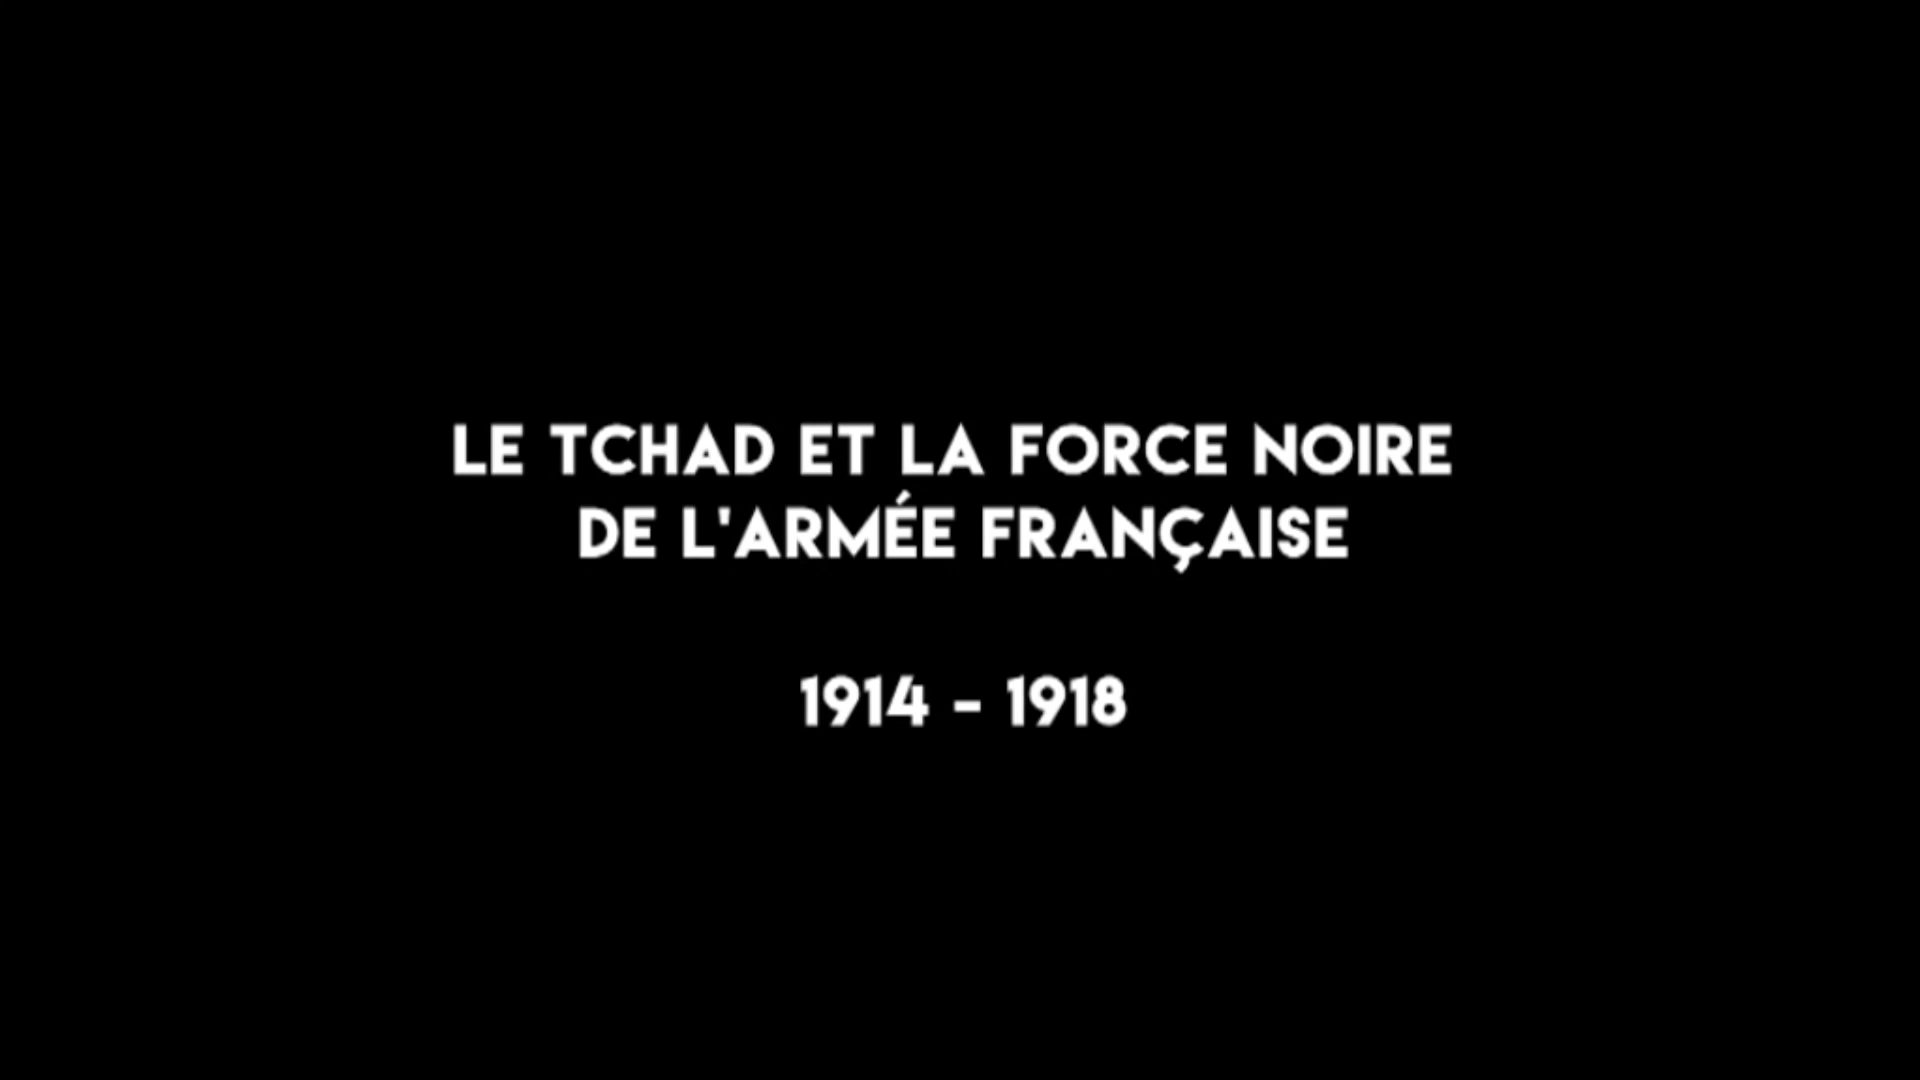 LE TCHAD ET LA FORCE NOIRE
DE L'ARMÉE FRANÇAISE
1914 - 1918